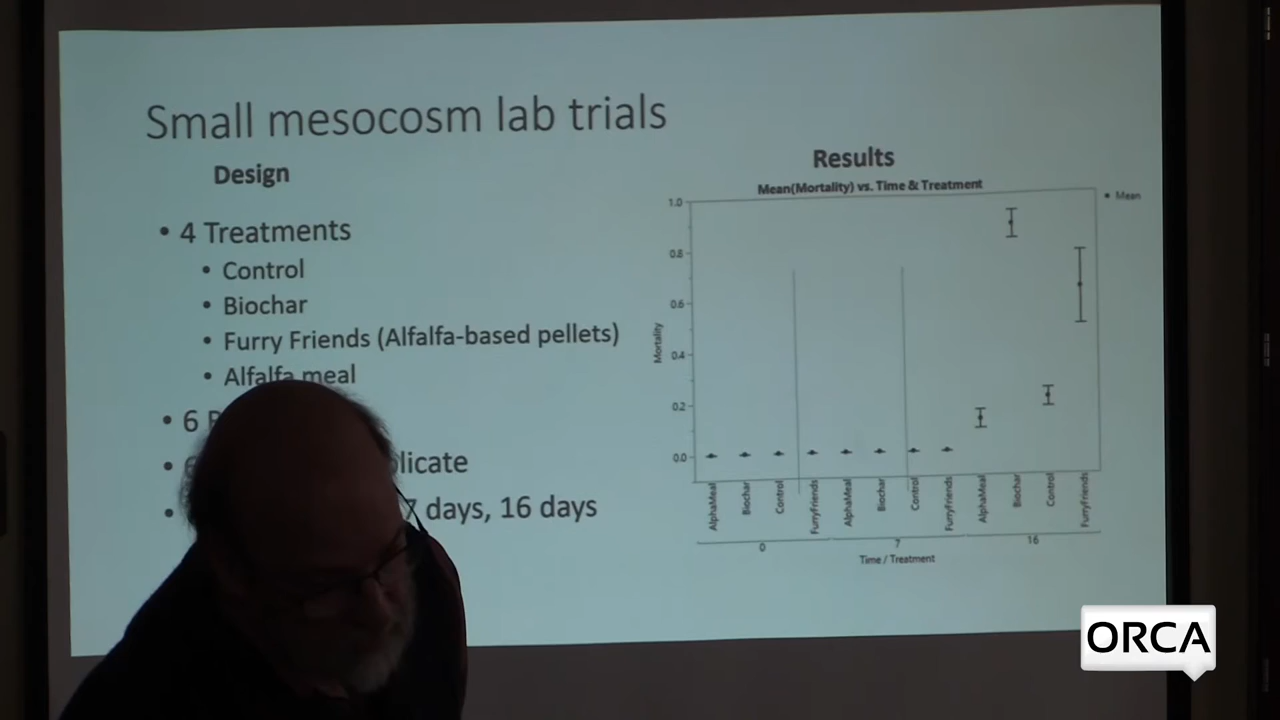 Small mesocosm lab trials
Design
• 4 Treatments
• Control
• Biochar
• Furry Friends (Alfalfa-based pellets)
• Alfalfa meal
• 6
licate
7 days, 16 days
Results
Mean(Mortality) vs. Time & Treatment
• Mean
1.0
0.8
0.6
0.4
0.2
0.0
Mortality
AlphaMeal
Biochar
Control
FurryFriends
AlphaMeal
Biochar
Control
FurryFriends
AlphaMeal
Biochar
Control
FurryFriends
0
7
16
Time / Treatment
ORCA